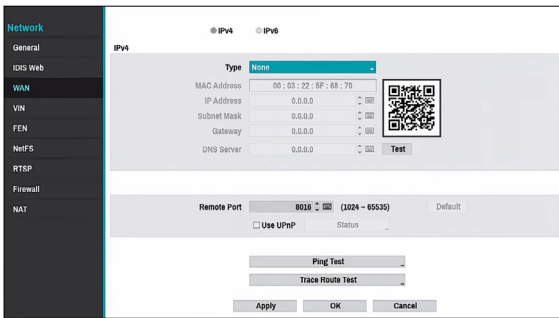 Network
General
IDIS Web
WAN
VIN
FEN
NetFS
RTSP
Firewall
NAT
IPv4 IPv6
IPv4
Type None
MAC Address 00 : 03 : 22 : 5F : 68 : 70
IP Address 0.0.0.0
Subnet Mask 0.0.0.0
Gateway 0.0.0.0
DNS Server 0.0.0.0 Test
Remote Port 8016 (1024 ~ 65535) Default
Use UPnP Status
Ping Test
Trace Route Test
Apply OK Cancel